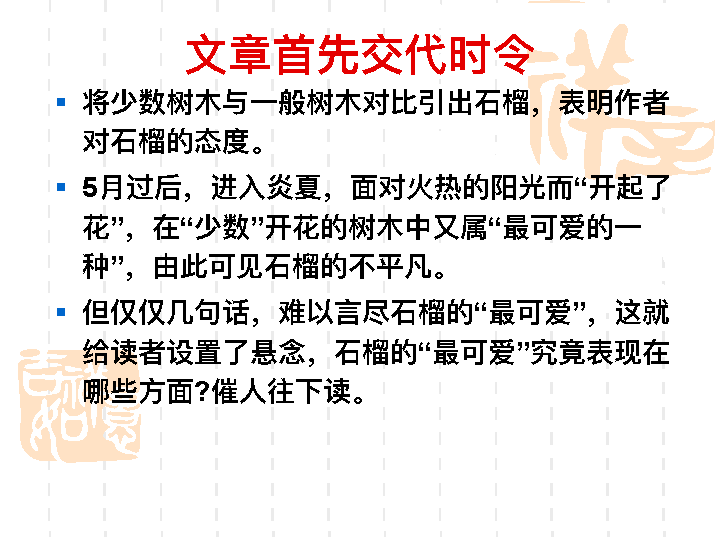 文章首先交代时令
将少数树木与一般树木对比引出石榴，表明作者
对石榴的态度。
5月过后，进入炎夏，面对火热的阳光而“开起了
花”，在“少数”开花的树木中又属“最可爱的一
种”，由此可见石榴的不平凡。
但仅仅几句话，难以言尽石榴的“最可爱”，这就
给读者设置了悬念，石榴的“最可爱”究竟表现在
哪些方面?催人往下读。